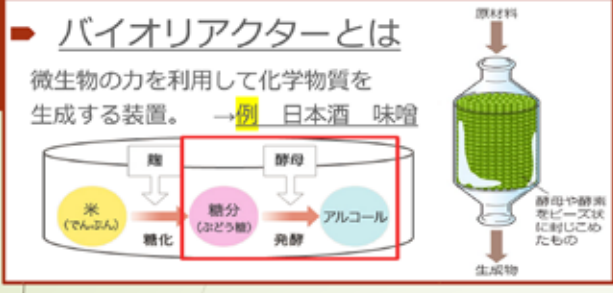 バイオリアクターとは
微生物の力を利用して化学物質を
生成する装置。 →例 日本酒 味噌
麹
酵母
米
(でんぷん)
糖化
糖分
(ぶどう糖)
発酵
アルコール
原材料
酵母や酵素
をビーズ状
に封じこめ
たもの
生成物